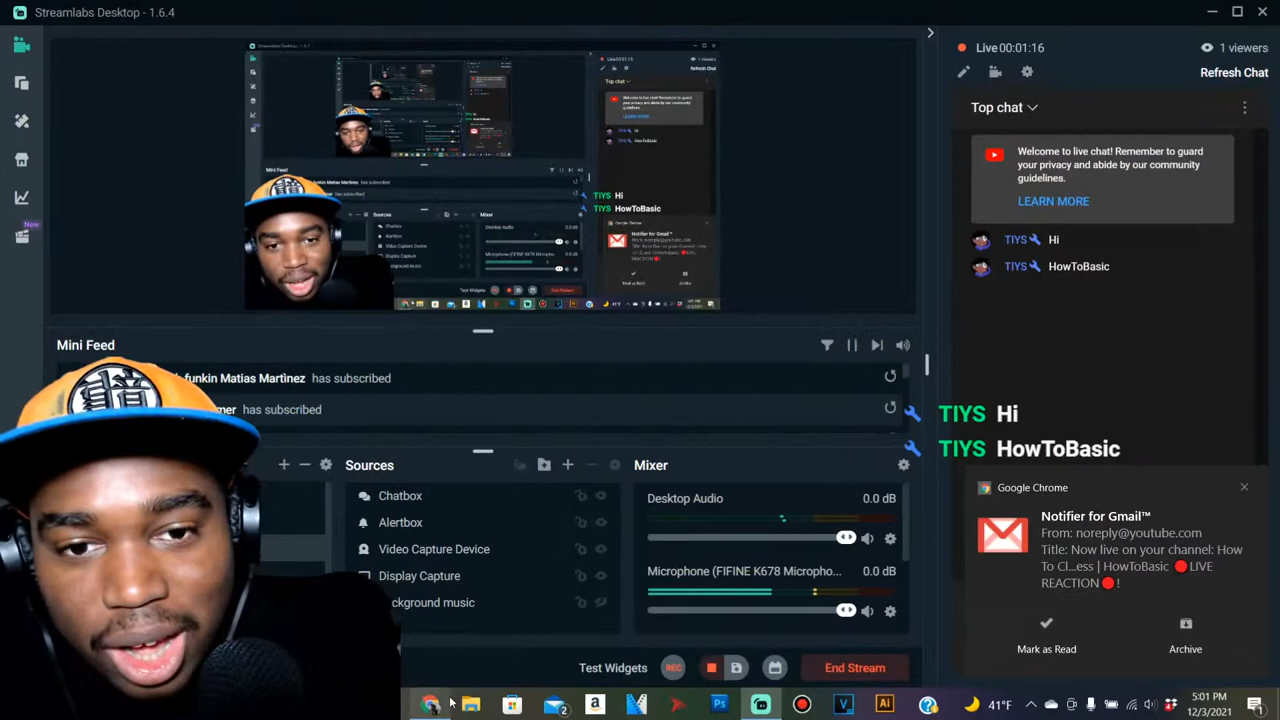 Streamlabs Desktop - 1.6.4
Live 00:01:16
1 viewers
Refresh Chat
Top chat
Welcome to live chat! Remember to guard
your privacy and abide by our community
guidelines.
LEARN MORE
TIYS Hi
TIYS HowToBasic
New
Mini Feed
funkin Matias Martìnez has subscribed
mer has subscribed
TIYS Hi
TIYS HowToBasic
Sources
Chatbox
Alertbox
Video Capture Device
Display Capture
ckground music
Mixer
Desktop Audio 0.0 dB
Microphone (FIFINE K678 Micropho... 0.0 dB
Google Chrome
Notifier for Gmail™
From: noreply@youtube.com
Title: Now live on your channel: How
To Cl...ess | HowToBasic 🔴LIVE
REACTION🔴!
Mark as Read
Archive
Test Widgets
REC
End Stream
41°F
5:01 PM
12/3/2021